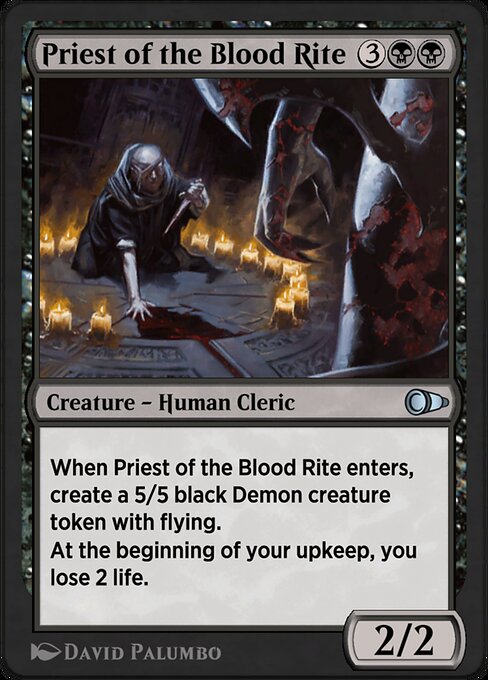 Priest of the Blood Rite 3
Creature – Human Cleric
When Priest of the Blood Rite enters,
create a 5/5 black Demon creature
token with flying.
At the beginning of your upkeep, you
lose 2 life.
2/2
David Palumbo